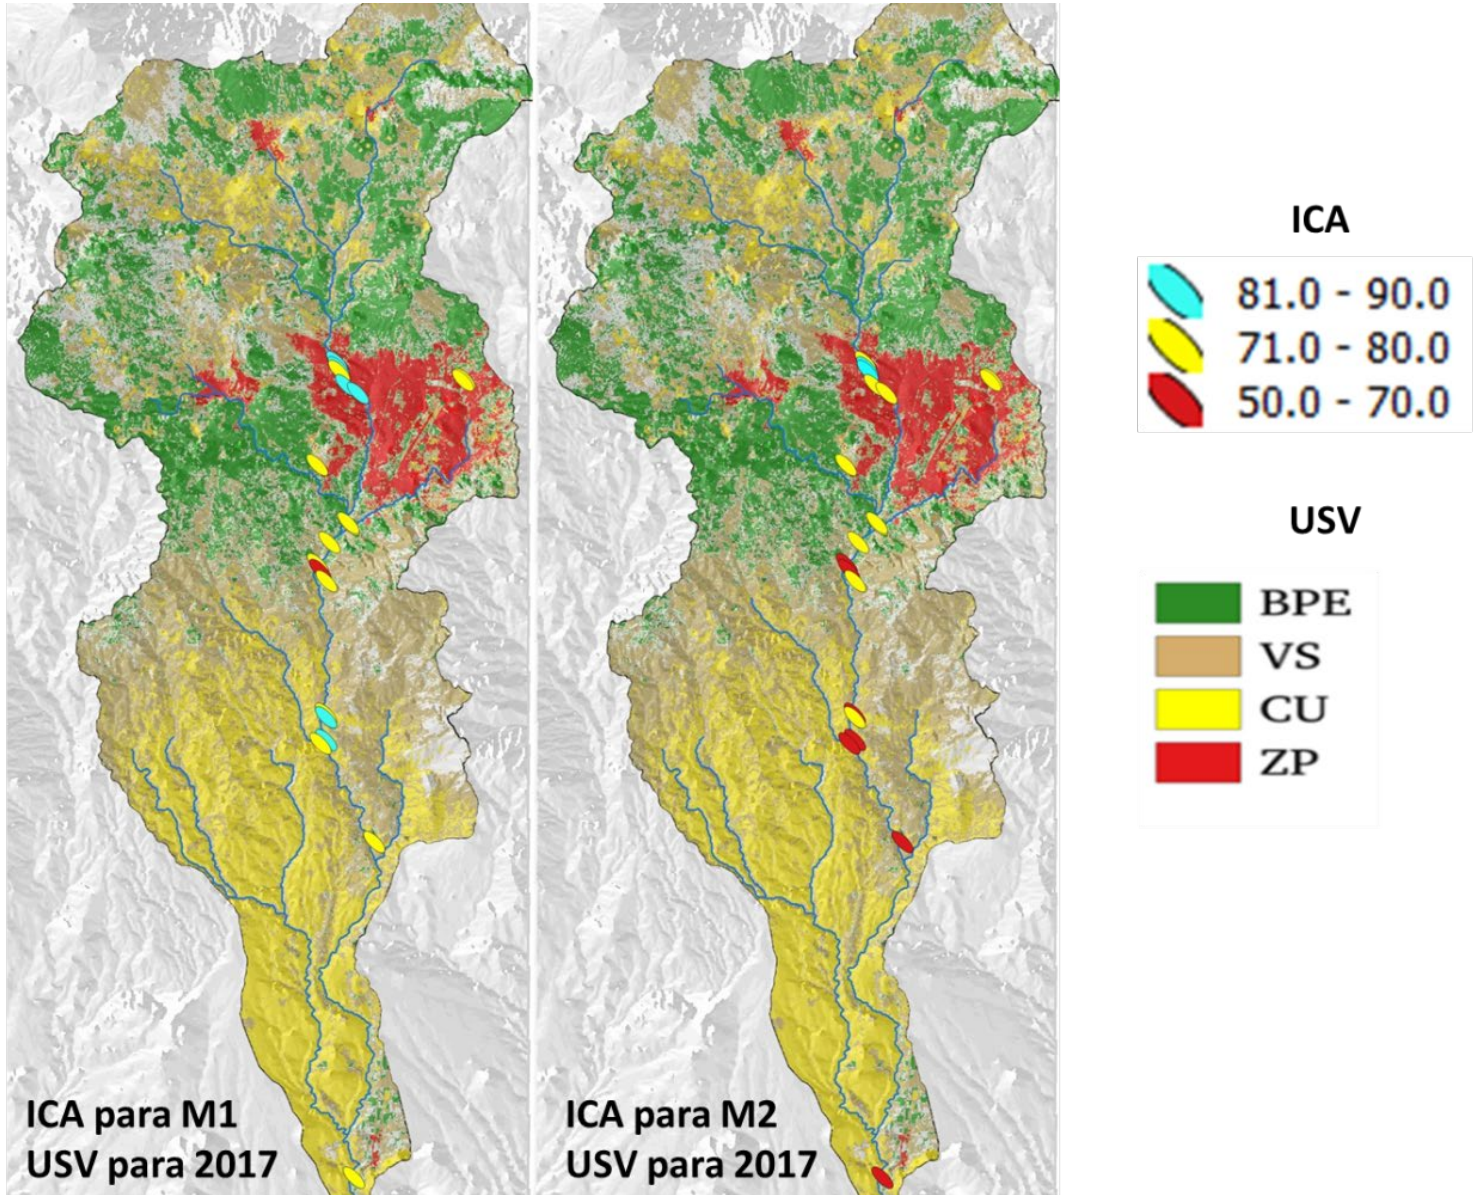 ICA
81.0 - 90.0
71.0 - 80.0
50.0 - 70.0
USV
BPE
VS
CU
ZP
ICA para M1
USV para 2017
ICA para M2
USV para 2017